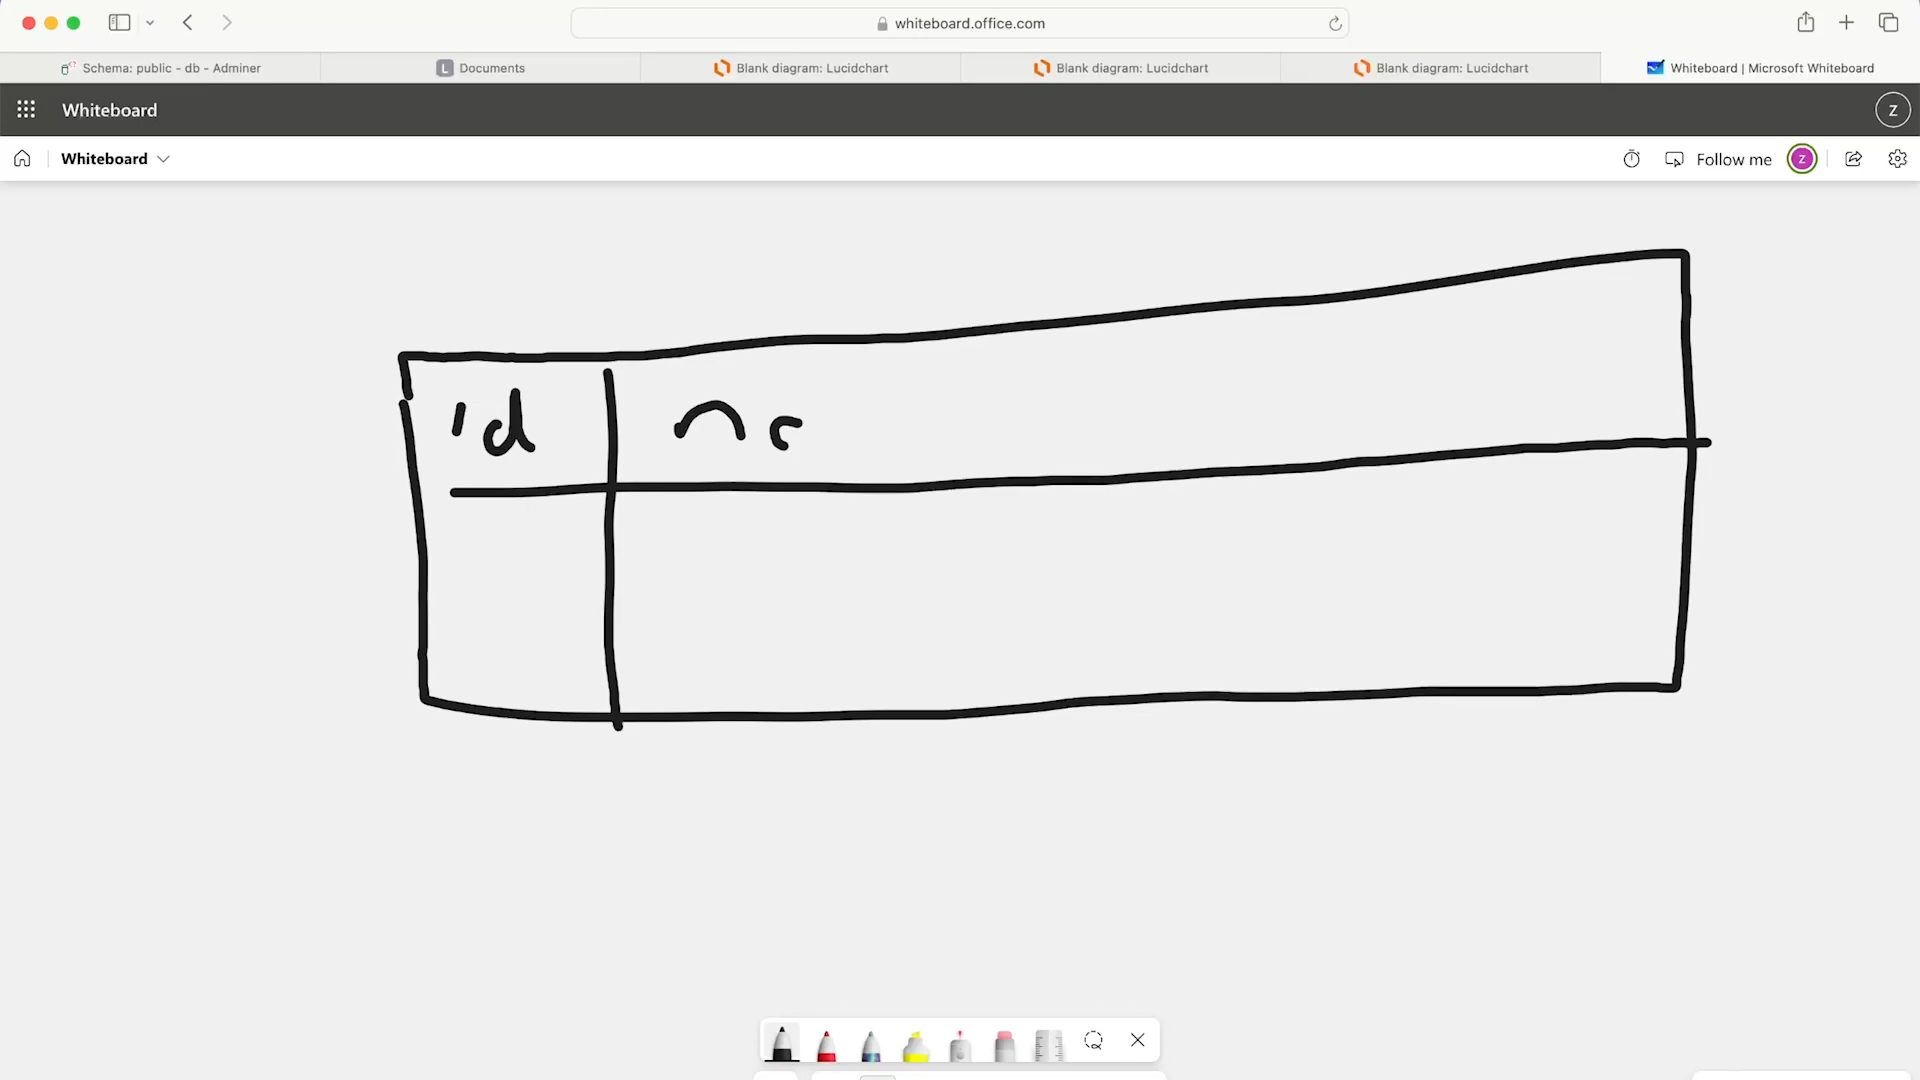 whiteboard.office.com
Schema: public - db - Adminer
L Documents
Blank diagram: Lucidchart
Blank diagram: Lucidchart
Blank diagram: Lucidchart
Whiteboard | Microsoft Whiteboard
Whiteboard
Z
Whiteboard
Follow me
Z
id